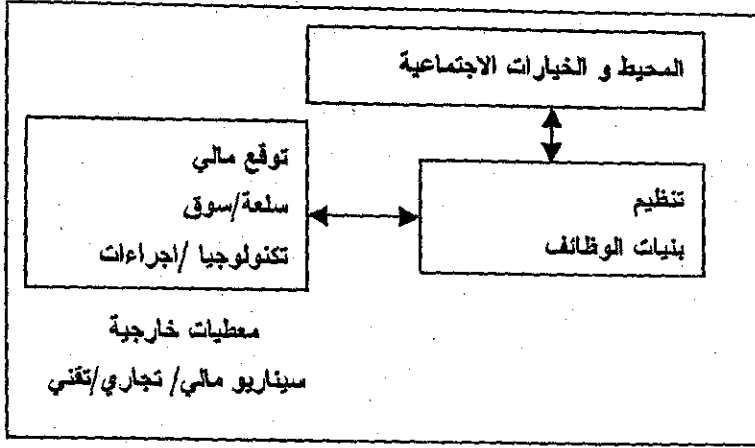 المحيط و الخيارات الاجتماعية
توقع مالي
سلعة/سوق
تكنولوجيا /اجراءات
تنظيم
بنيات الوظائف
معطيات خارجية
سيناريو مالي/ تجاري/تقني